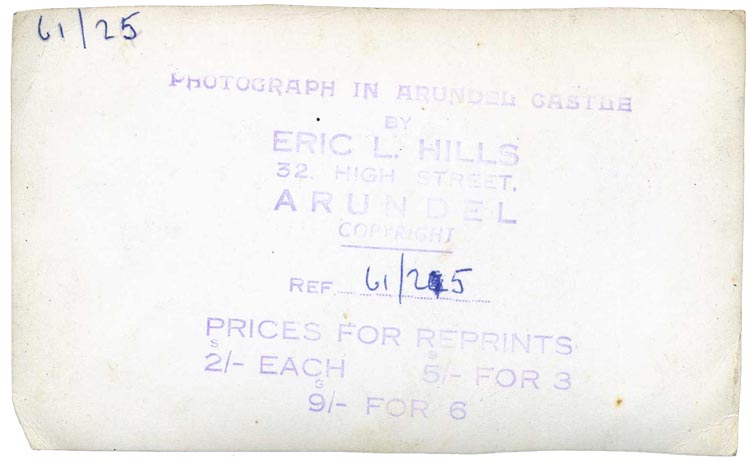 61/25
PHOTOGRAPH IN ARUNDEL CASTLE
BY
ERIC L. HILLS
32. HIGH STREET.
ARUNDEL
COPYRIGHT
REF. 61/25
PRICES FOR REPRINTS
S S
2/- EACH 5/- FOR 3
9/- FOR 6